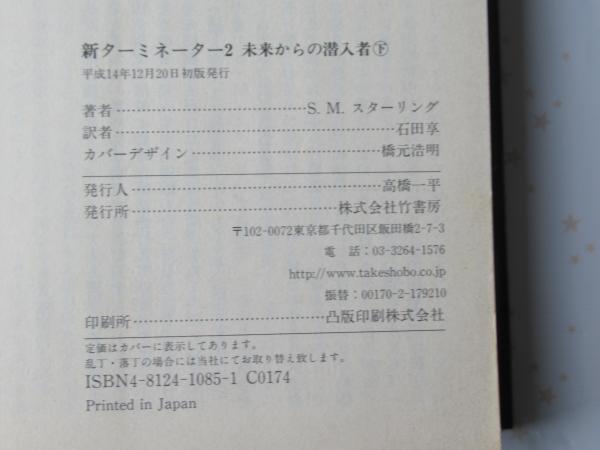 新ターミネーター2 未来からの潜入者㊦
平成14年12月20日初版発行
著者……………………………S. M. スターリング
訳者……………………………石田享
カバーデザイン……………………………橋元浩明
発行人……………………………高橋一平
発行所……………………………株式会社竹書房
〒102-0072東京都千代田区飯田橋2-7-3
電 話：03-3264-1576
http://www.takeshobo.co.jp
振替：00170-2-179210
印刷所……………………………凸版印刷株式会社
定価はカバーに表示してあります。
乱丁・落丁の場合には当社にてお取り替え致します。
ISBN4-8124-1085-1 C0174
Printed in Japan